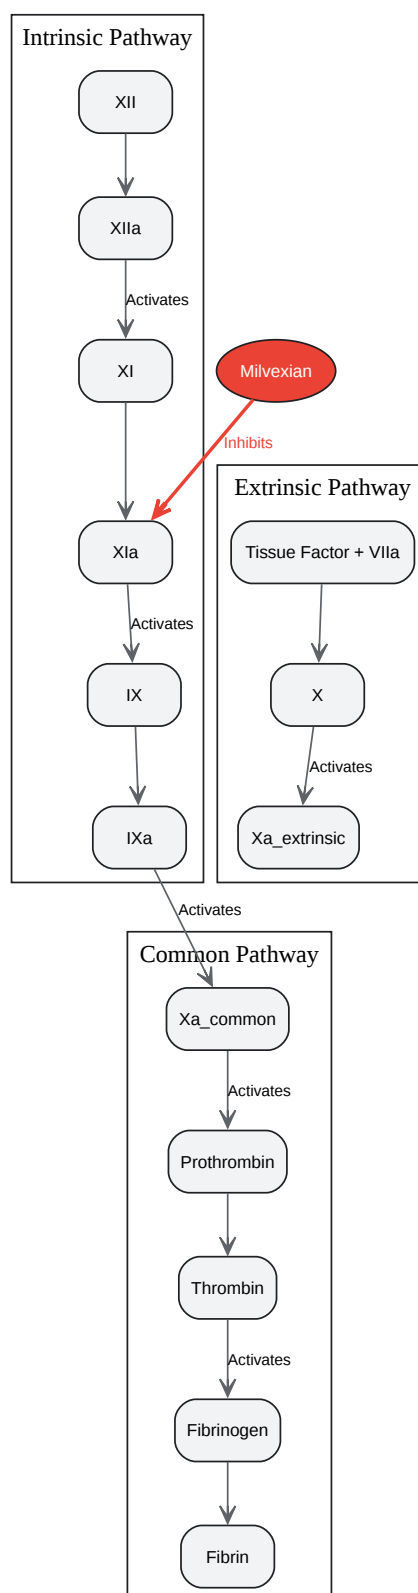 Intrinsic Pathway
XII
XIIa
Activates
XI
Milvexian
Inhibits
Extrinsic Pathway
XIa
Tissue Factor + VIIa
Activates
IX
X
Activates
IXa
Xa_extrinsic
Activates
Common Pathway
Xa_common
Activates
Prothrombin
Thrombin
Activates
Fibrinogen
Fibrin